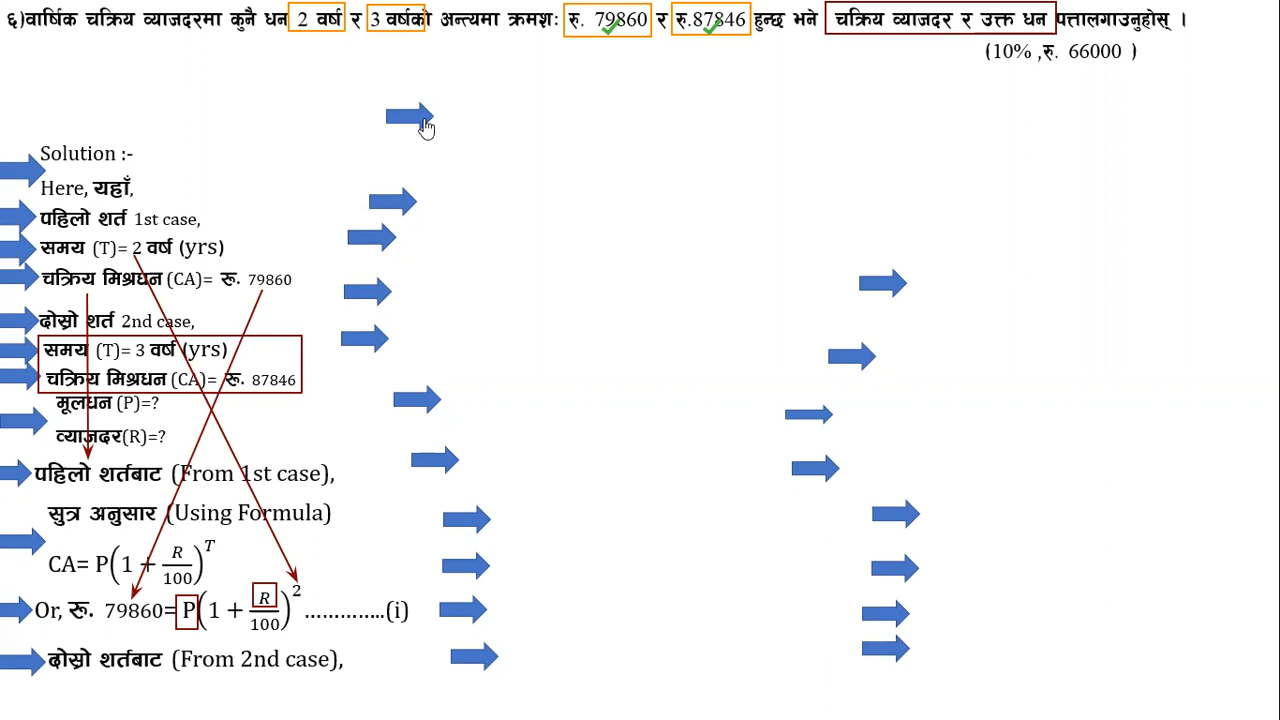 ६)वार्षिक चक्रिय व्याजदरमा कुनै धन 2 वर्ष र 3 वर्षको अन्त्यमा क्रमशः रु. 79860 र रु.87846 हुन्छ भने चक्रिय व्याजदर र उक्त धन पत्तालगाउनुहोस् ।
(10% ,रु. 66000 )
Solution :-
Here, यहाँ,
पहिलो शर्त 1st case,
समय (T)= 2 वर्ष (yrs)
चक्रिय मिश्रधन (CA)= रू. 79860
दोस्रो शर्त 2nd case,
समय (T)= 3 वर्ष (yrs)
चक्रिय मिश्रधन (CA)= रू. 87846
मूलधन (P)=?
व्याजदर(R)=?
पहिलो शर्तबाट (From 1st case),
सुत्र अनुसार (Using Formula)
CA= P(1 + R/100)^T
Or, रू. 79860= P(1 + R/100)^2 …………..(i)
दोस्रो शर्तबाट (From 2nd case),